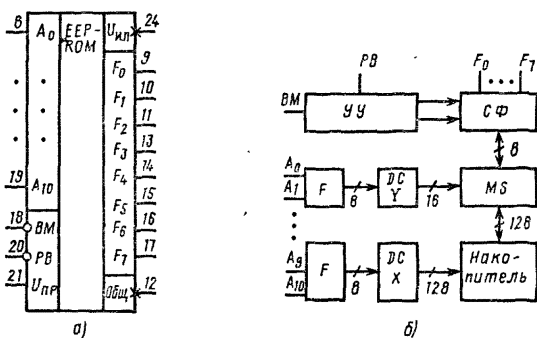 8 A0 EEP- Uип 24
ROM
F0 9
F1 10
F2 11
F3 13
F4 14
19 A10 F5 15
18 ВМ F6 16
20 РВ F7 17
21 Uпр Общ 12
а)
РВ F0 F7
ВМ УУ СФ
8
A0 F 8 DC Y 16 MS
A1
128
A9 F 8 DC X 128 Нако-
A10 питель
б)